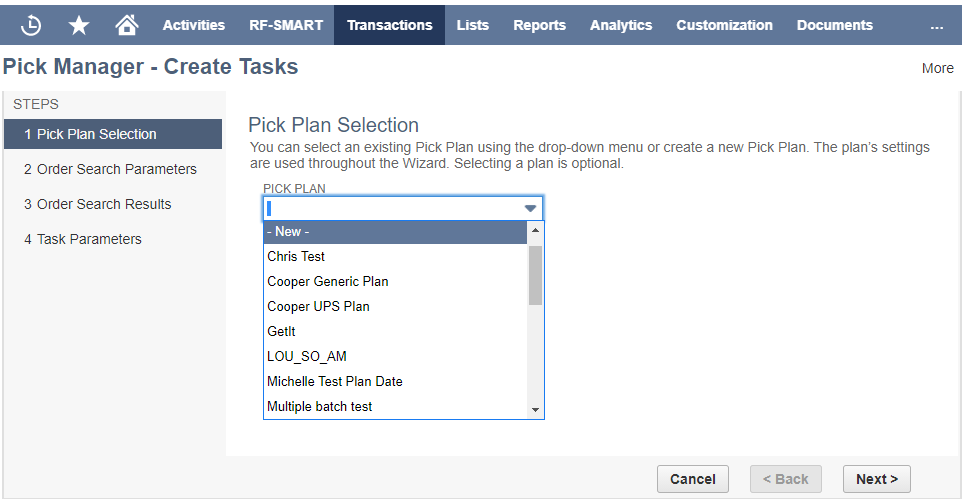 Activities RF-SMART Transactions Lists Reports Analytics Customization Documents ...
Pick Manager - Create Tasks
More
STEPS
1 Pick Plan Selection
2 Order Search Parameters
3 Order Search Results
4 Task Parameters
Pick Plan Selection
You can select an existing Pick Plan using the drop-down menu or create a new Pick Plan. The plan's settings
are used throughout the Wizard. Selecting a plan is optional.
PICK PLAN
- New -
Chris Test
Cooper Generic Plan
Cooper UPS Plan
GetIt
LOU_SO_AM
Michelle Test Plan Date
Multiple batch test
Cancel < Back Next >